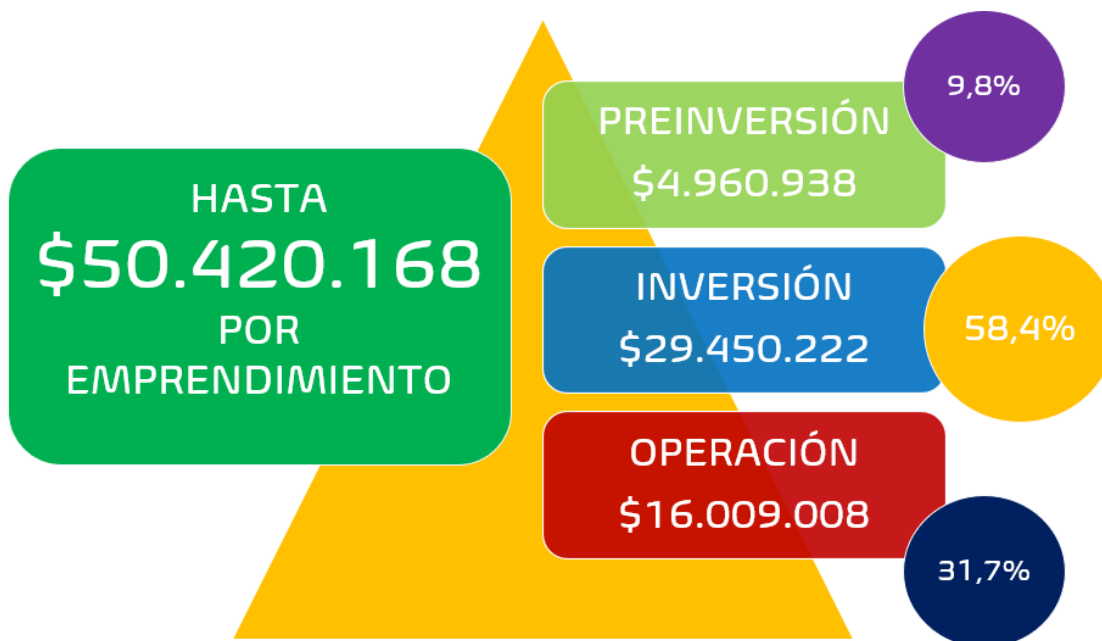 HASTA
$50.420.168
POR
EMPRENDIMIENTO
PREINVERSIÓN
$4.960.938
9,8%
INVERSIÓN
$29.450.222
58,4%
OPERACIÓN
$16.009.008
31,7%